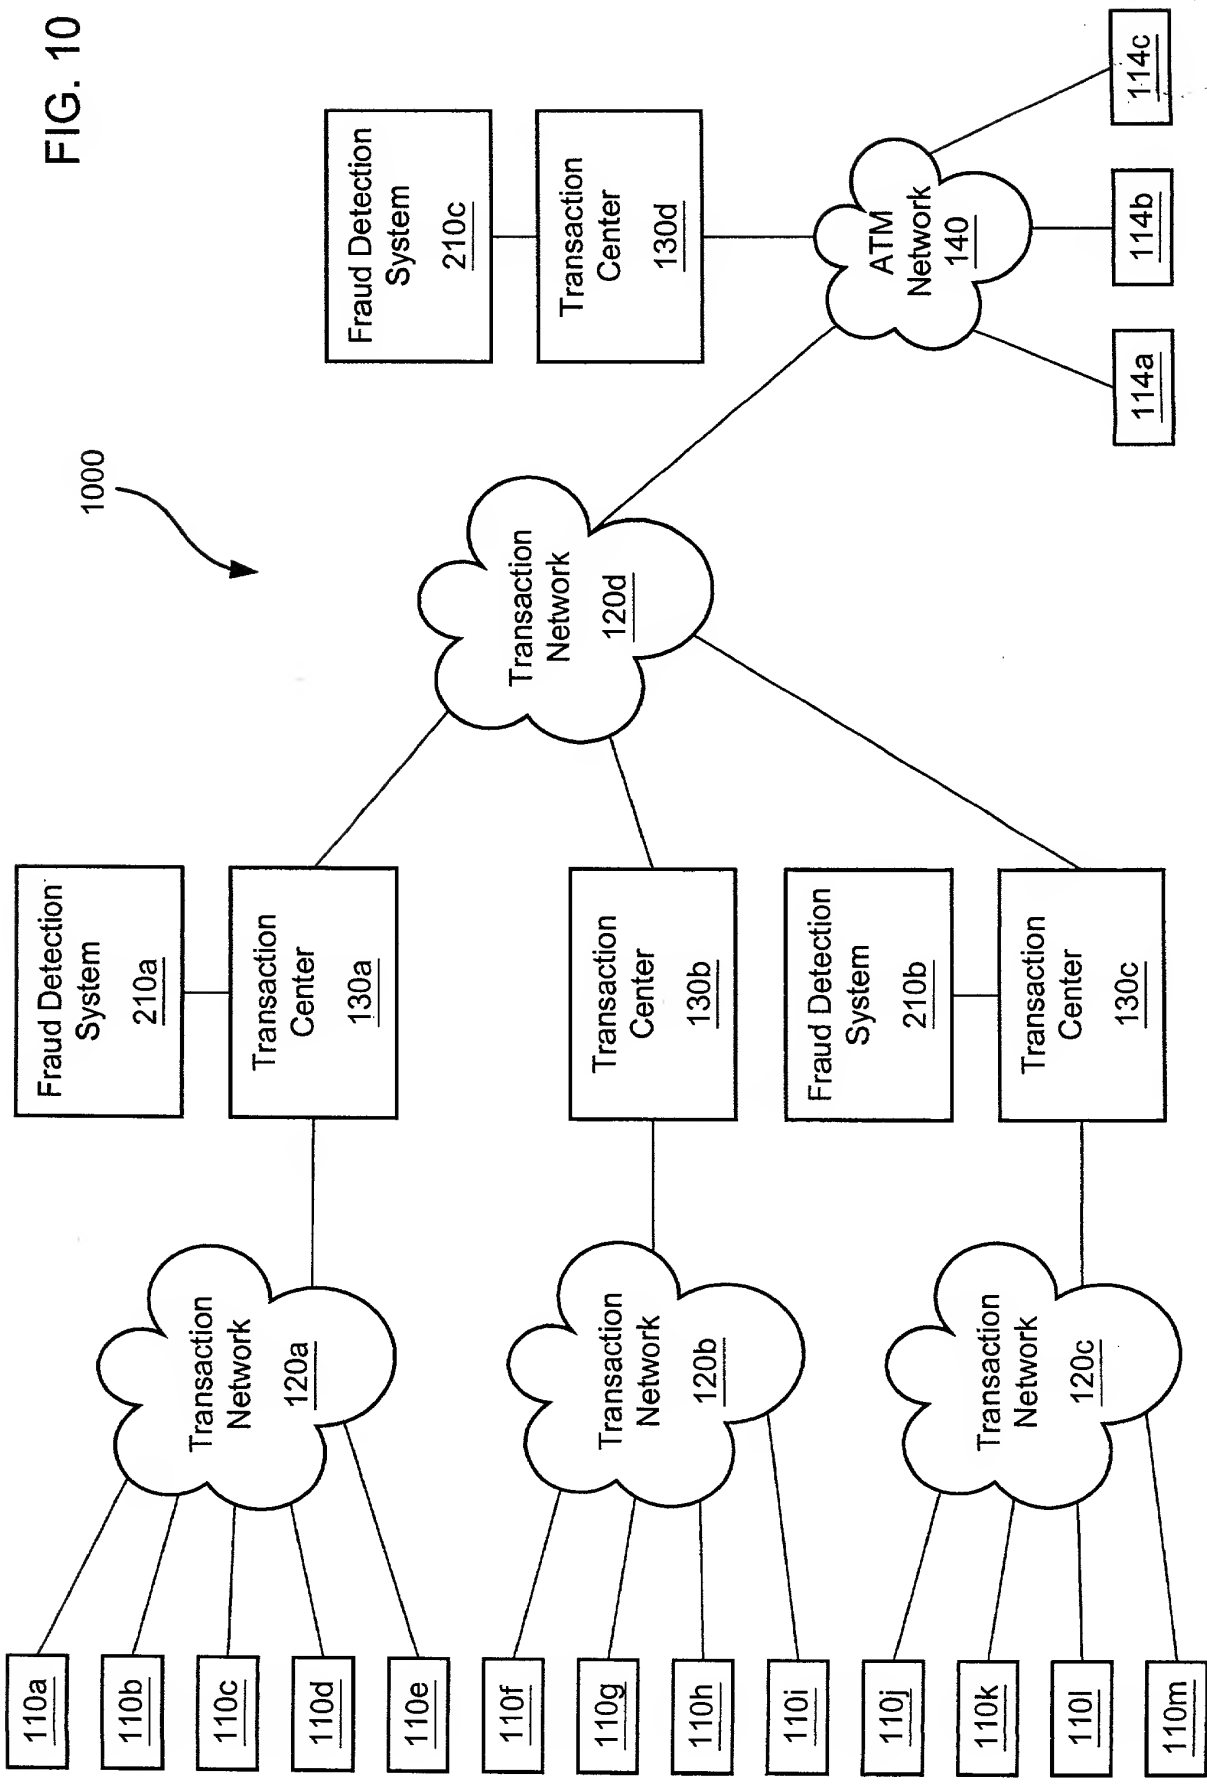 FIG. 10
1000
110a
110b
110c
110d
110e
110f
110g
110h
110i
110j
110k
110l
110m
Transaction
Network
120a
Transaction
Network
120b
Transaction
Network
120c
Fraud Detection
System
210a
Transaction
Center
130a
Transaction
Center
130b
Fraud Detection
System
210b
Transaction
Center
130c
Transaction
Network
120d
Fraud Detection
System
210c
Transaction
Center
130d
ATM
Network
140
114a
114b
114c